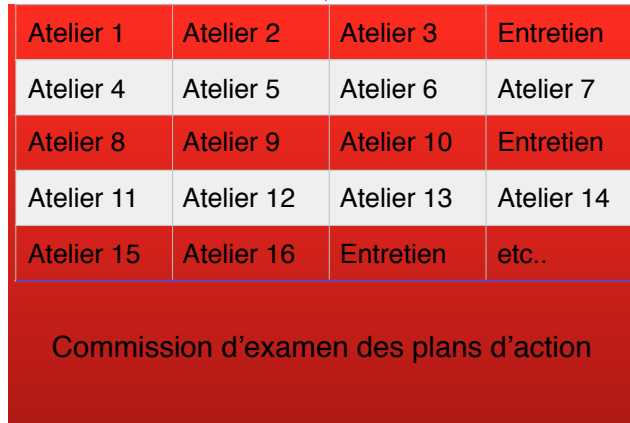 Atelier 1 Atelier 2 Atelier 3 Entretien
Atelier 4 Atelier 5 Atelier 6 Atelier 7
Atelier 8 Atelier 9 Atelier 10 Entretien
Atelier 11 Atelier 12 Atelier 13 Atelier 14
Atelier 15 Atelier 16 Entretien etc..
Commission d’examen des plans d’action